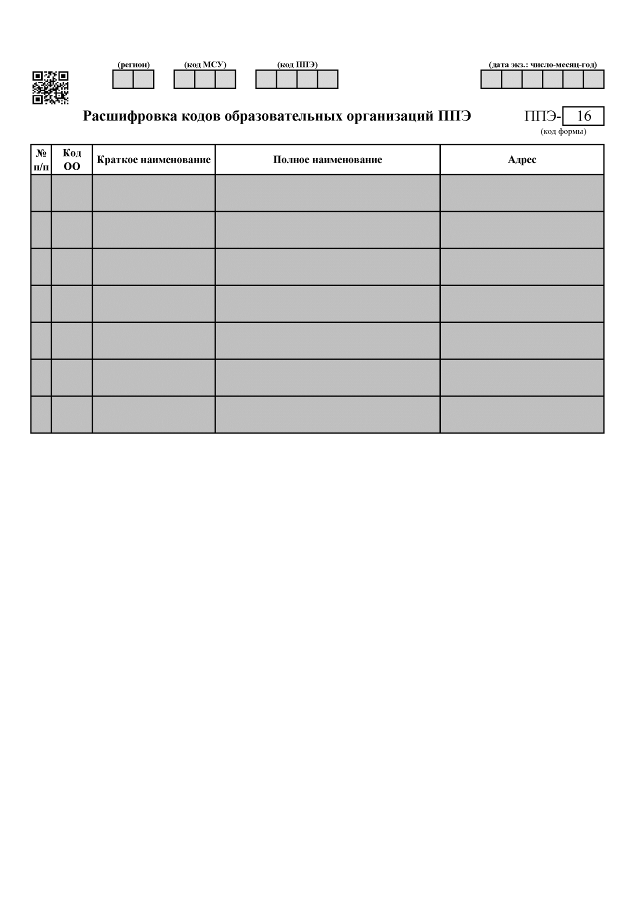 (регион) (код МСУ) (код ППЭ) (дата экз.: число-месяц-год)
Расшифровка кодов образовательных организаций ППЭ ППЭ- 16
(код формы)
№ п/п Код ОО Краткое наименование Полное наименование Адрес